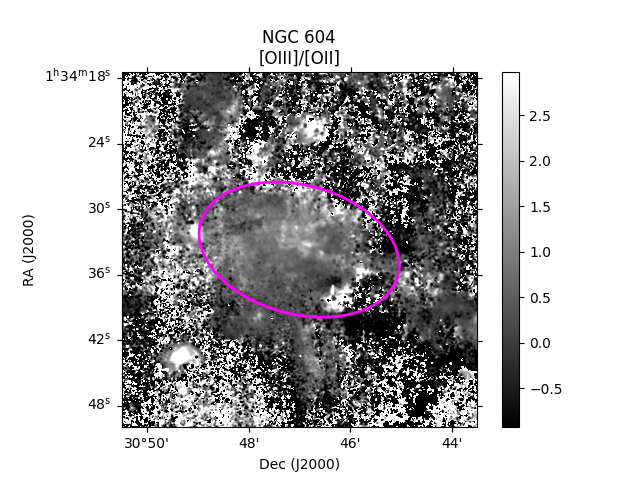 NGC 604
[OIII]/[OII]
1ʰ34ᵐ18ˢ
24ˢ
30ˢ
36ˢ
42ˢ
48ˢ
RA (J2000)
30°50' 48' 46' 44'
Dec (J2000)
2.5
2.0
1.5
1.0
0.5
0.0
−0.5